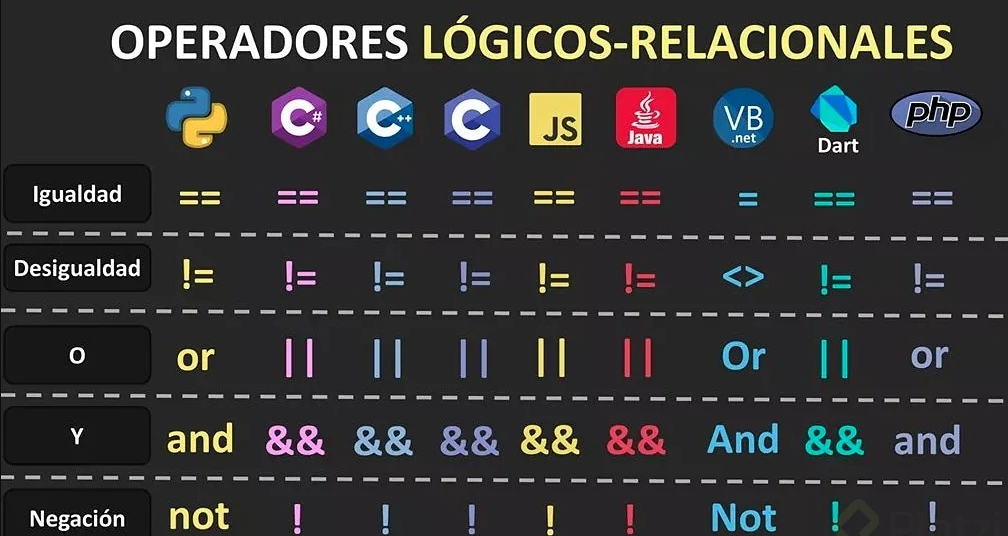 OPERADORES LÓGICOS-RELACIONALES
C# C++ C JS Java VB .net Dart php
Igualdad == == == == == == = == ==
Desigualdad != != != != != != <> != !=
O or || || || || || Or || or
Y and && && && && && And && and
Negación not ! ! ! ! ! Not ! !